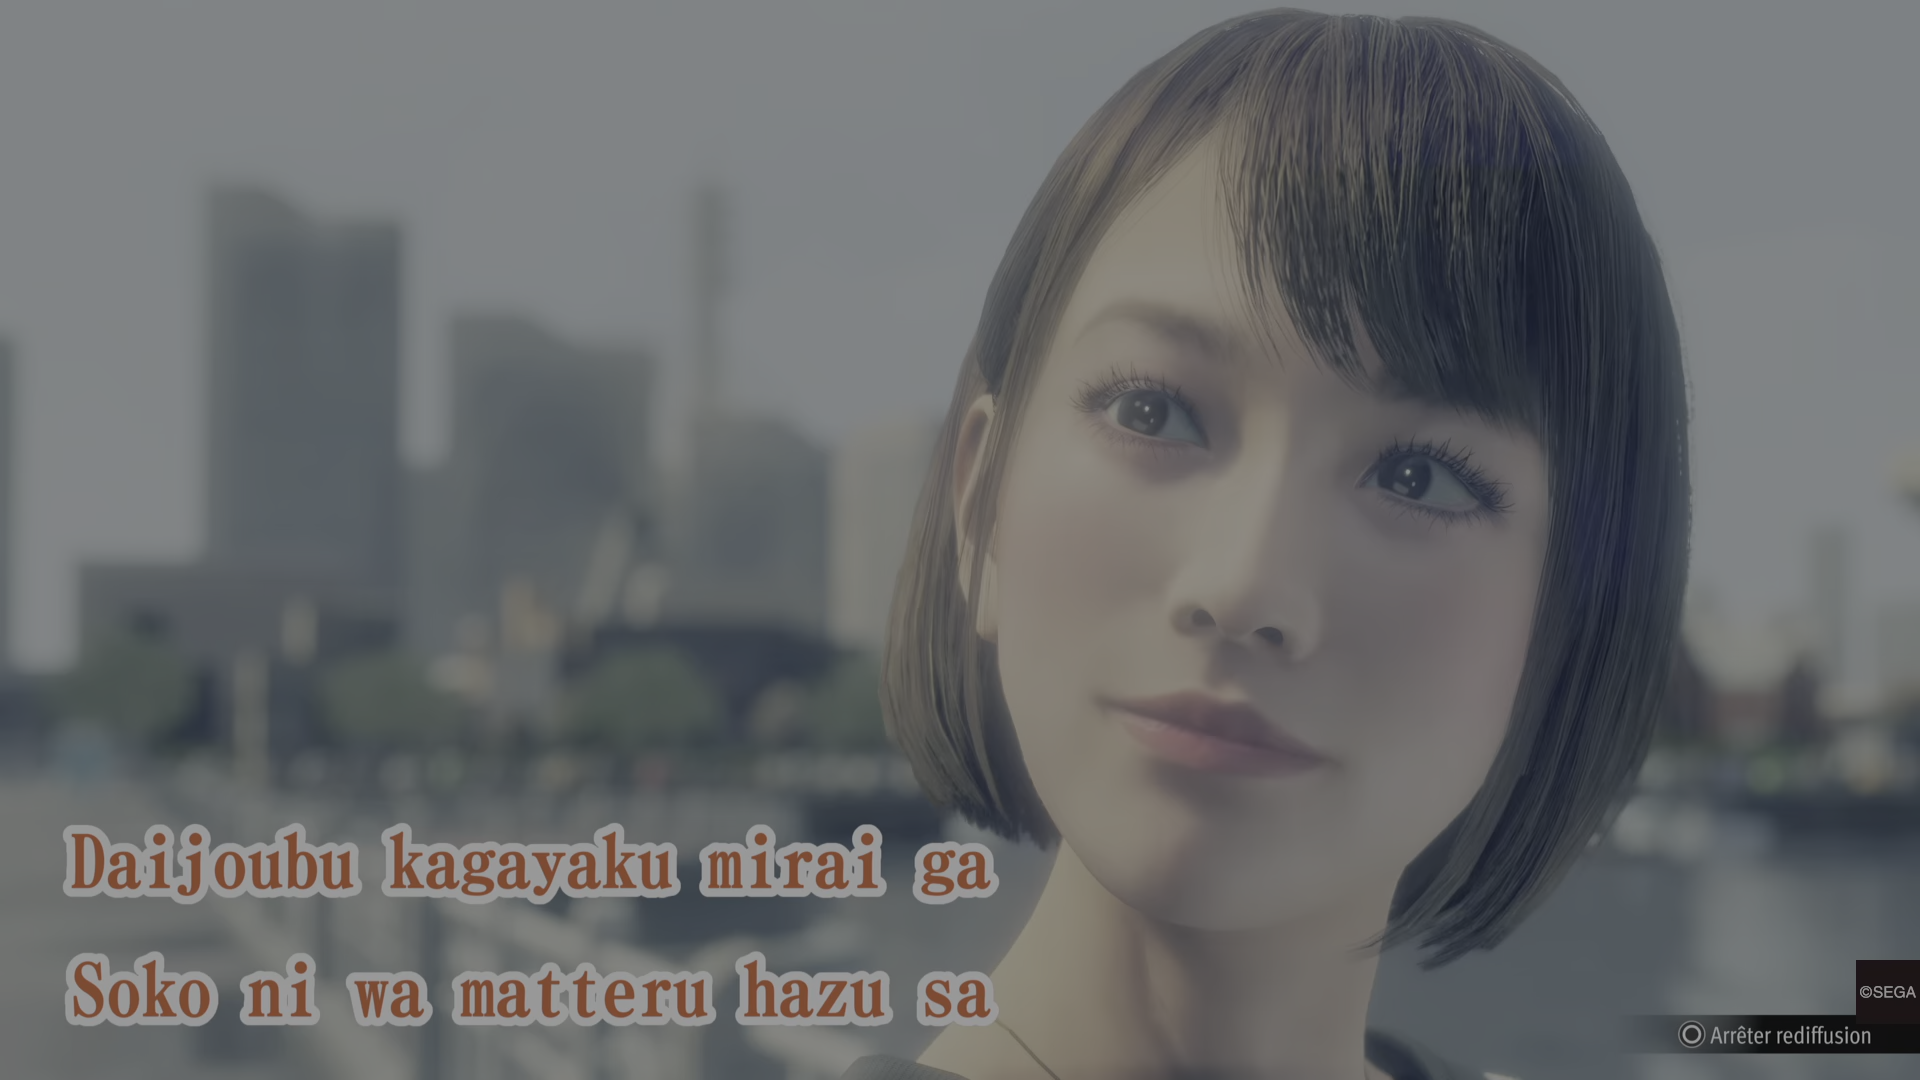 Daijoubu kagayaku mirai ga
Soko ni wa matteru hazu sa
©SEGA
Arrêter rediffusion